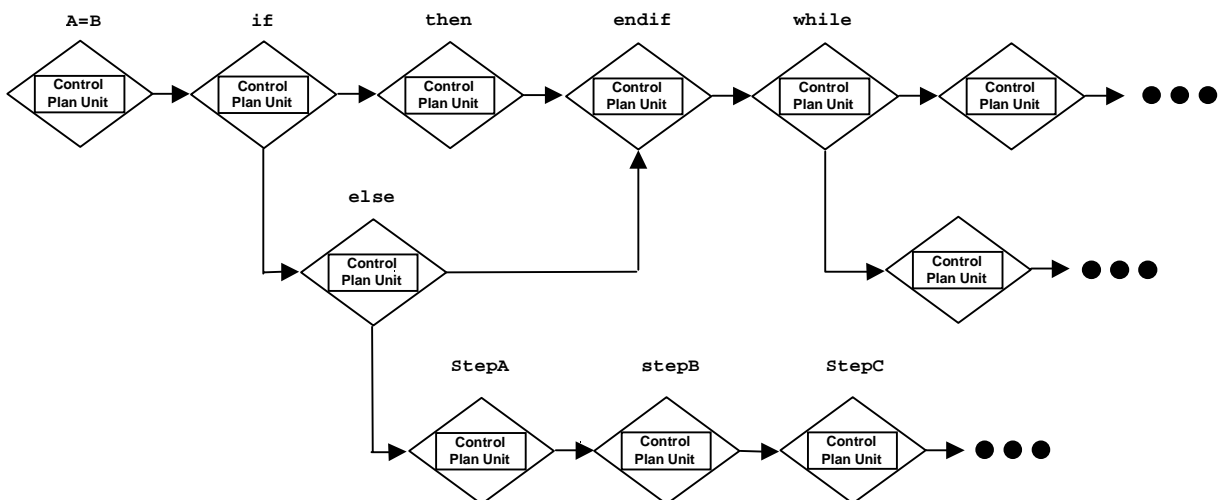 A=B if then endif while
Control Control Control Control Control Control
Plan Unit Plan Unit Plan Unit Plan Unit Plan Unit Plan Unit
else
Control Control
Plan Unit Plan Unit
StepA stepB StepC
Control Control Control
Plan Unit Plan Unit Plan Unit